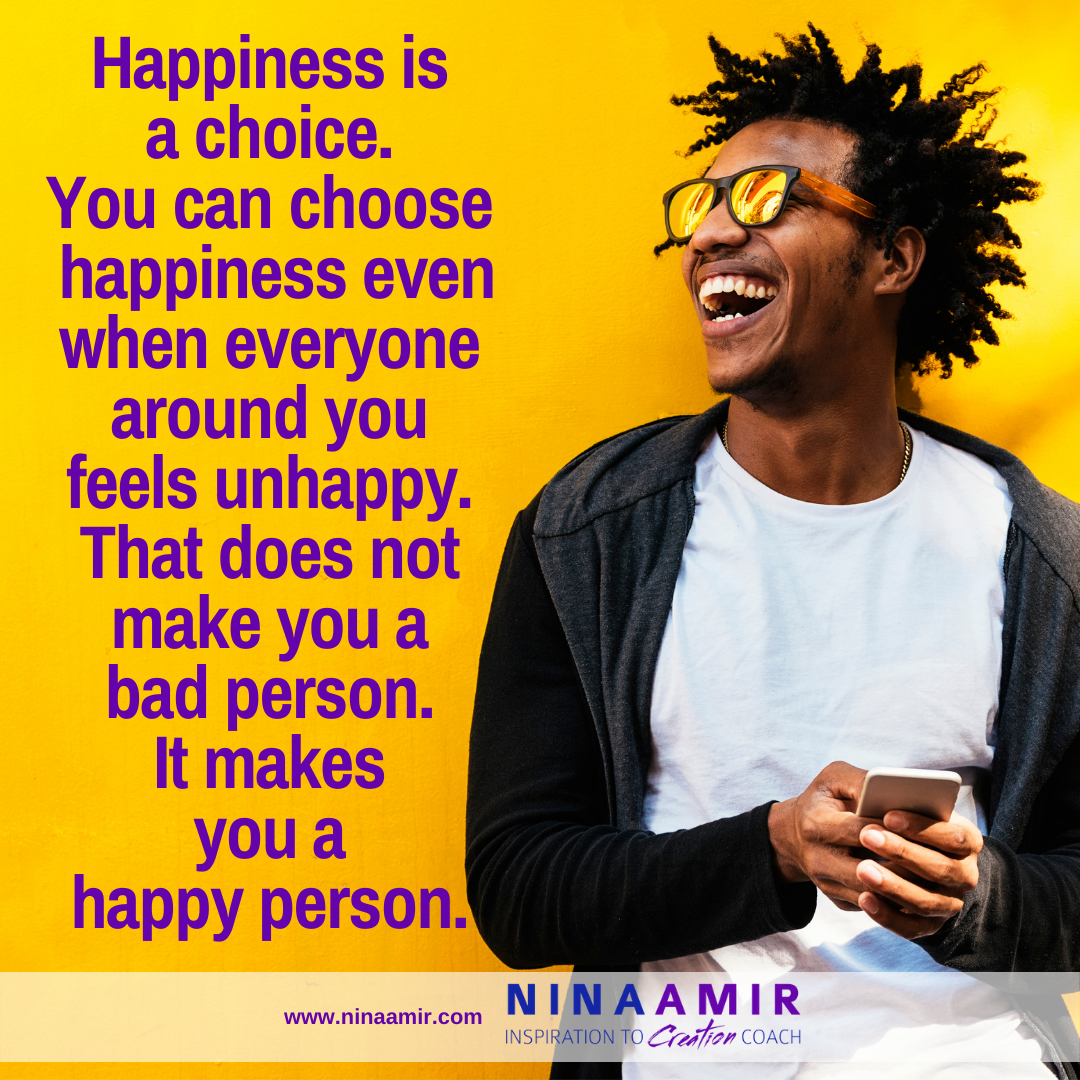 Happiness is
a choice.
You can choose
happiness even
when everyone
around you
feels unhappy.
That does not
make you a
bad person.
It makes
you a
happy person.
www.ninaamir.com
NINAAMIR
INSPIRATION TO Creation COACH